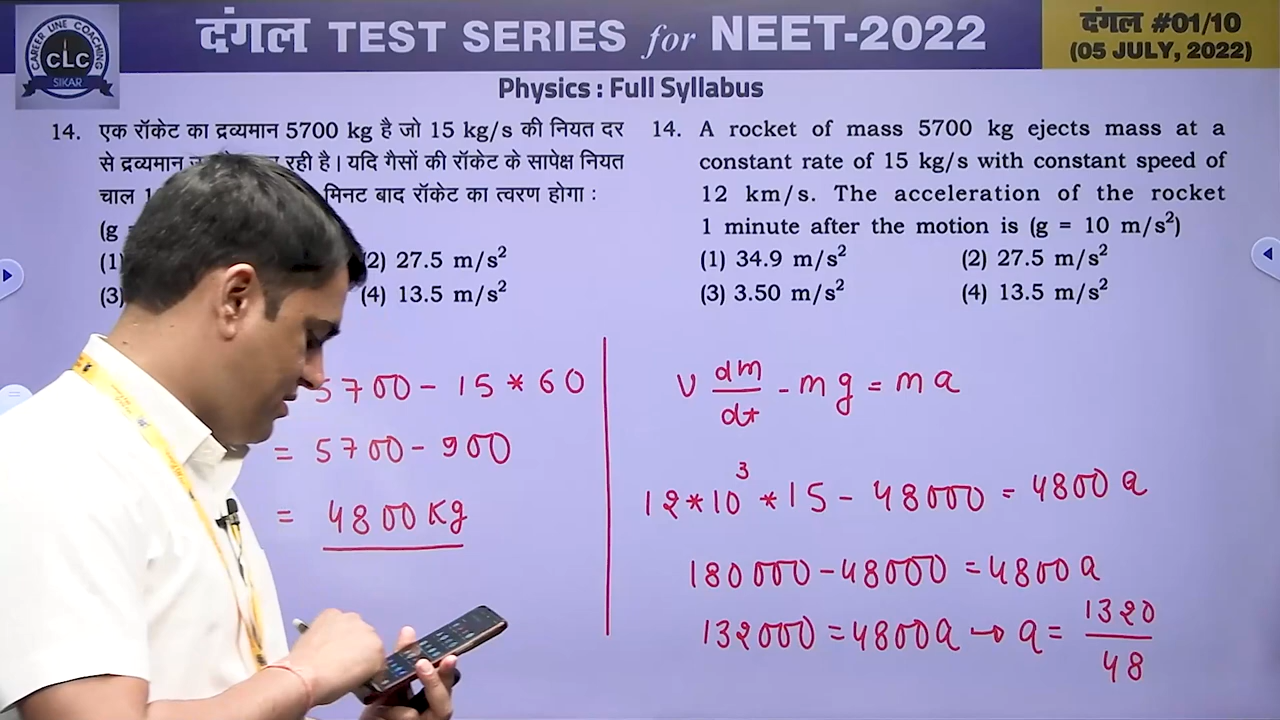 CAREER LINE COACHING
CLC
SIKAR
दंगल TEST SERIES for NEET-2022
दंगल #01/10
(05 JULY, 2022)
Physics : Full Syllabus
14. एक रॉकेट का द्रव्यमान 5700 kg है जो 15 kg/s की नियत दर
से द्रव्यमान रही है। यदि गैसों की रॉकेट के सापेक्ष नियत
चाल 1 मिनट बाद रॉकेट का त्वरण होगा :
(g
(1) (2) 27.5 m/s²
(3) (4) 13.5 m/s²
14. A rocket of mass 5700 kg ejects mass at a
constant rate of 15 kg/s with constant speed of
12 km/s. The acceleration of the rocket
1 minute after the motion is (g = 10 m/s²)
(1) 34.9 m/s² (2) 27.5 m/s²
(3) 3.50 m/s² (4) 13.5 m/s²
5700 - 15 * 60
= 5700 - 900
= 4800 Kg
v dm/dt - mg = ma
12*10³ *15 - 48000 = 4800 a
180000 - 48000 = 4800 a
132000 = 4800a → a = 1320/48